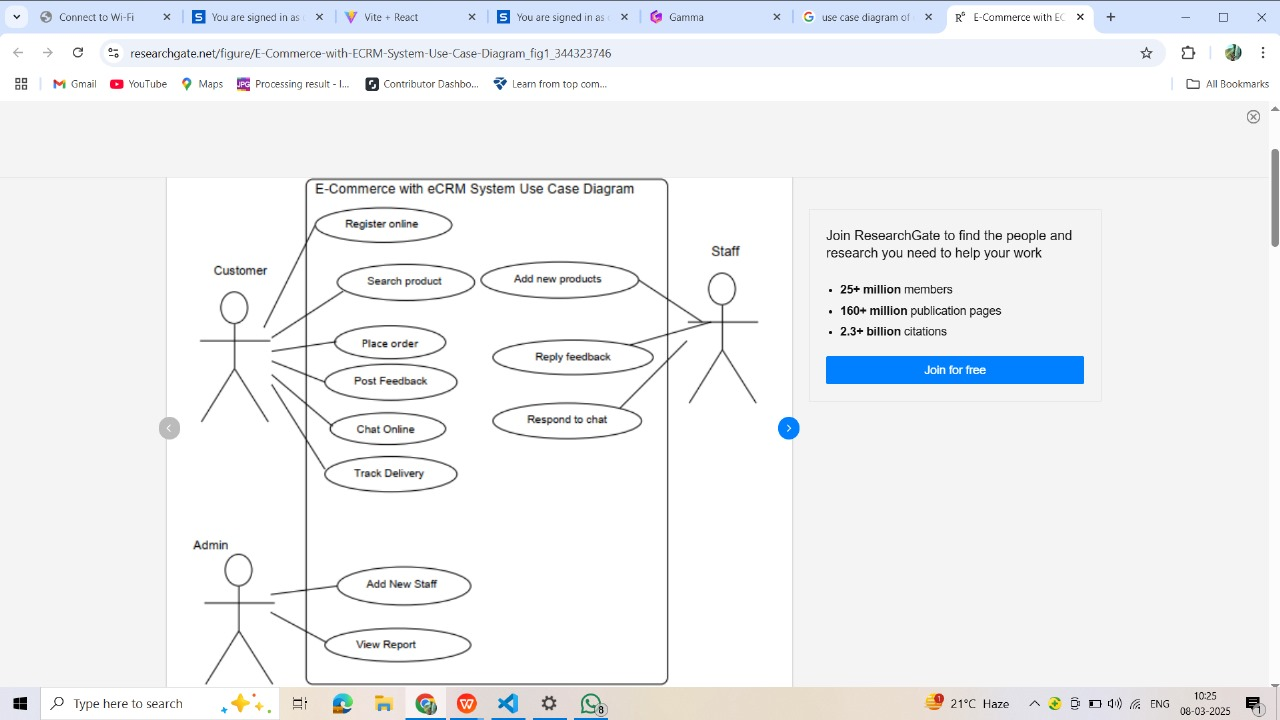 Connect to Wi-Fi
You are signed in as
Vite + React
You are signed in as
Gamma
use case diagram of
E-Commerce with EC
researchgate.net/figure/E-Commerce-with-ECRM-System-Use-Case-Diagram_fig1_344323746
Gmail
YouTube
Maps
Processing result - I...
Contributor Dashbo...
Learn from top com...
All Bookmarks
E-Commerce with eCRM System Use Case Diagram
Register online
Customer
Search product
Place order
Post Feedback
Chat Online
Track Delivery
Staff
Add new products
Reply feedback
Respond to chat
Admin
Add New Staff
View Report
Join ResearchGate to find the people and
research you need to help your work
• 25+ million members
• 160+ million publication pages
• 2.3+ billion citations
Join for free
Type here to search
8
1
21°C Haze
ENG
10:25
08-03-2025
1